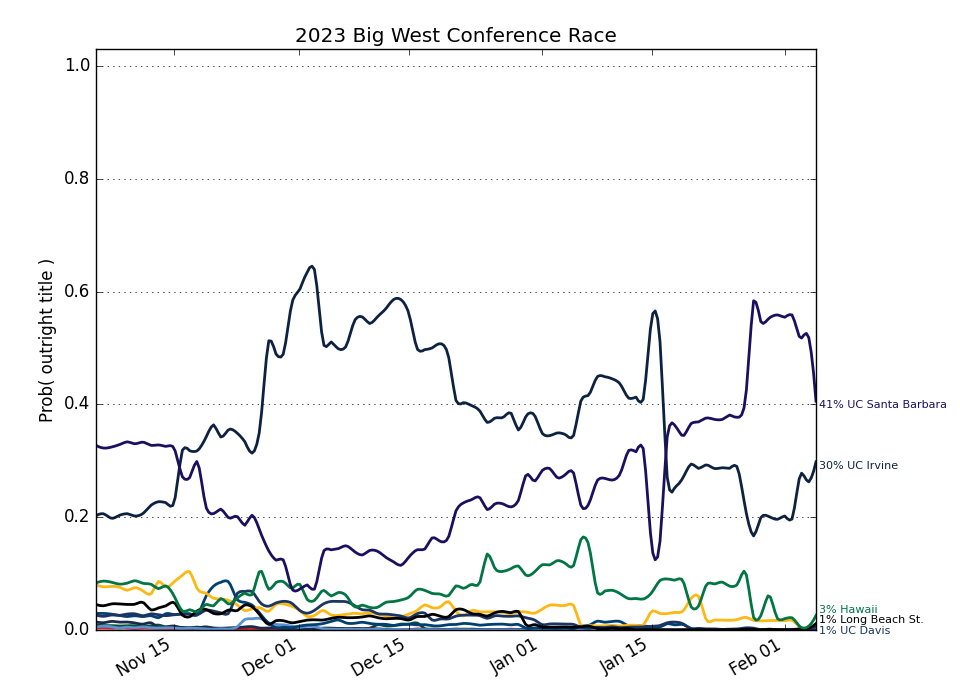 2023 Big West Conference Race
Prob( outright title )
1.0
0.8
0.6
0.4
0.2
0.0
41% UC Santa Barbara
30% UC Irvine
3% Hawaii
1% Long Beach St.
1% UC Davis
Nov 15
Dec 01
Dec 15
Jan 01
Jan 15
Feb 01